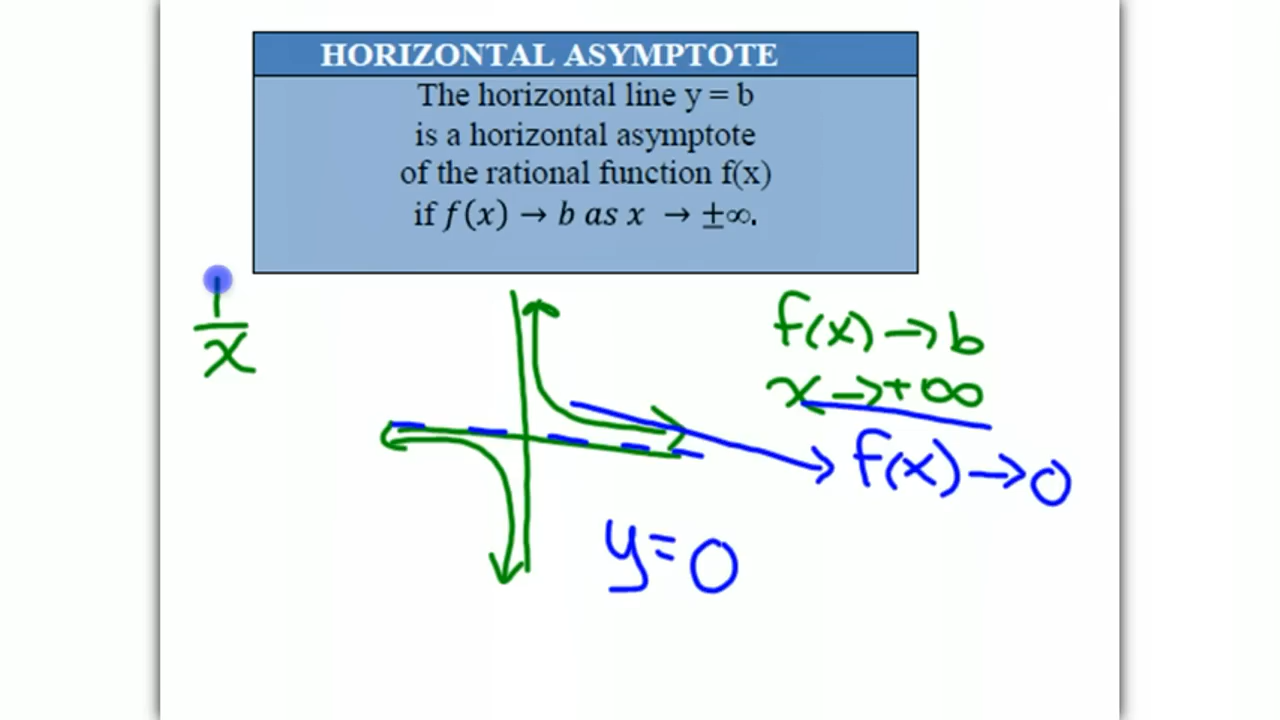 HORIZONTAL ASYMPTOTE
The horizontal line y = b
is a horizontal asymptote
of the rational function f(x)
if f(x) → b as x → ±∞.
1
x
f(x) → b
x → +∞
f(x) → 0
y = 0